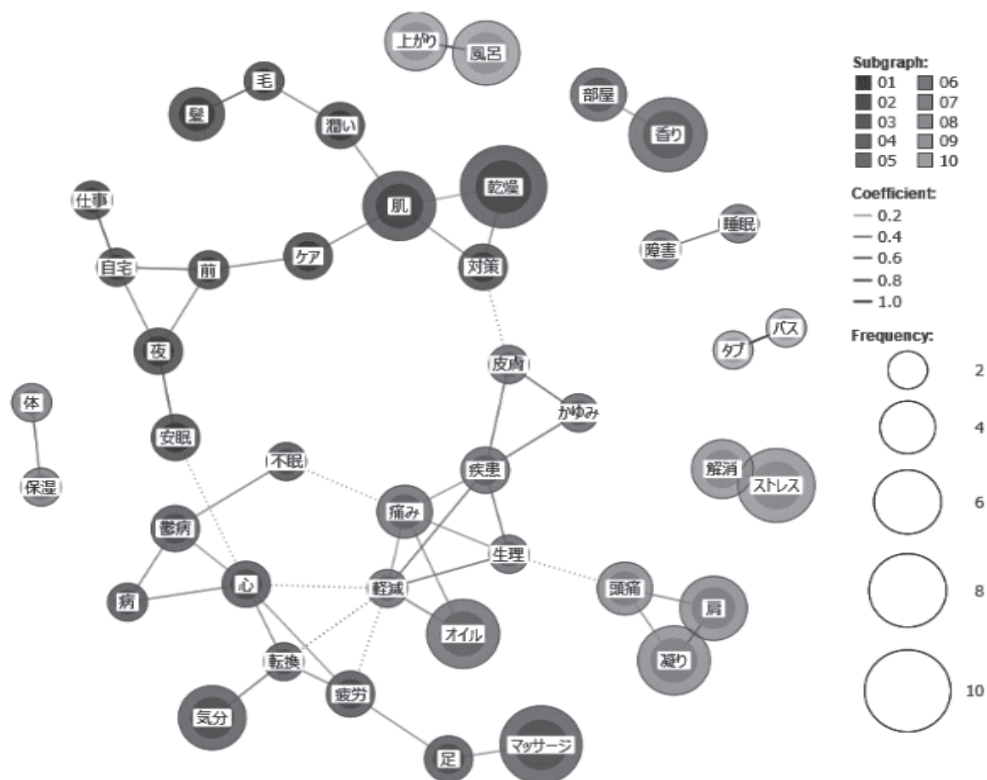 上がり
風呂
毛
髪
潤い
部屋
香り
乾燥
肌
仕事
睡眠
障害
ケア
対策
自宅
前
バス
タブ
夜
皮膚
かゆみ
体
安眠
不眠
疾患
解消
ストレス
保湿
痛み
鬱病
生理
心
軽減
頭痛
肩
病
オイル
凝り
転換
疲労
気分
足
マッサージ
Subgraph:
01 06
02 07
03 08
04 09
05 10
Coefficient:
0.2
0.4
0.6
0.8
1.0
Frequency:
2
4
6
8
10